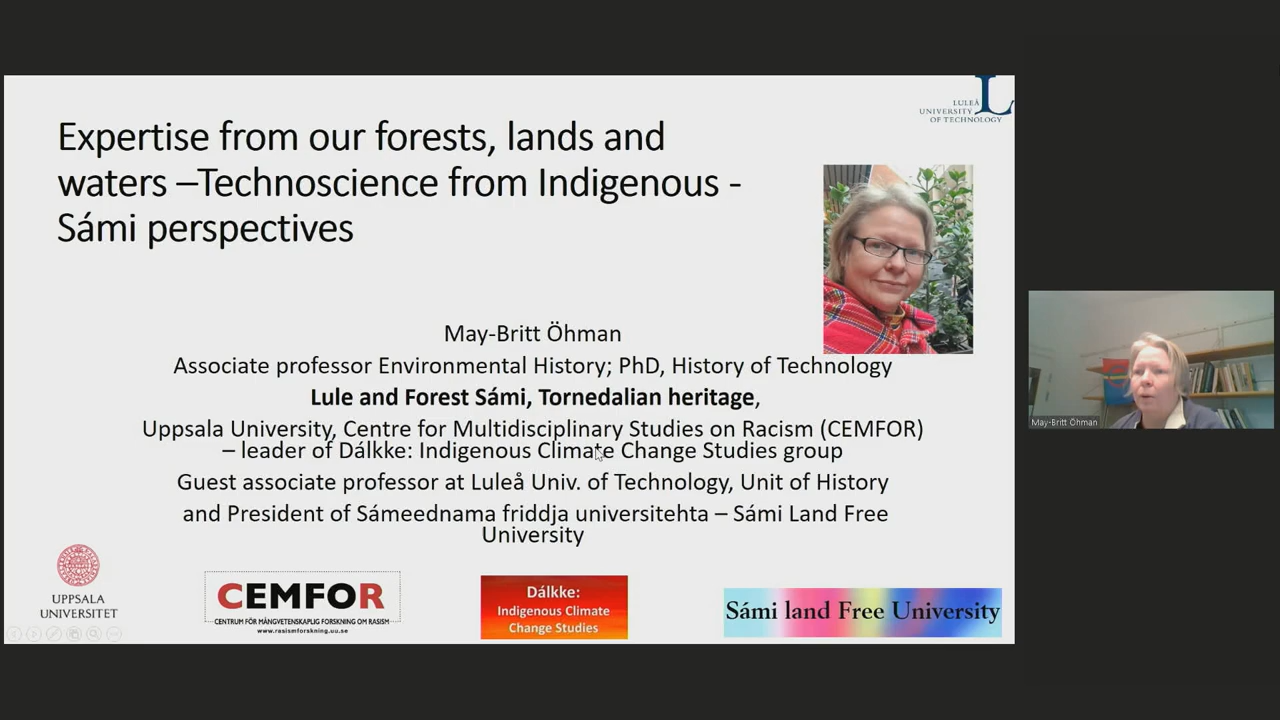 LULEÅ
UNIVERSITY
OF TECHNOLOGY
Expertise from our forests, lands and
waters –Technoscience from Indigenous -
Sámi perspectives
May-Britt Öhman
Associate professor Environmental History; PhD, History of Technology
Lule and Forest Sámi, Tornedalian heritage,
Uppsala University, Centre for Multidisciplinary Studies on Racism (CEMFOR)
– leader of Dálkke: Indigenous Climate Change Studies group
Guest associate professor at Luleå Univ. of Technology, Unit of History
and President of Sámeednama friddja universitehta – Sámi Land Free
University
May-Britt Öhman
UPPSALA
UNIVERSITET
CEMFOR
CENTRUM FÖR MÅNGVETENSKAPLIG FORSKNING OM RASISM
www.rasismforskning.uu.se
Dálkke:
Indigenous Climate
Change Studies
Sámi land Free University